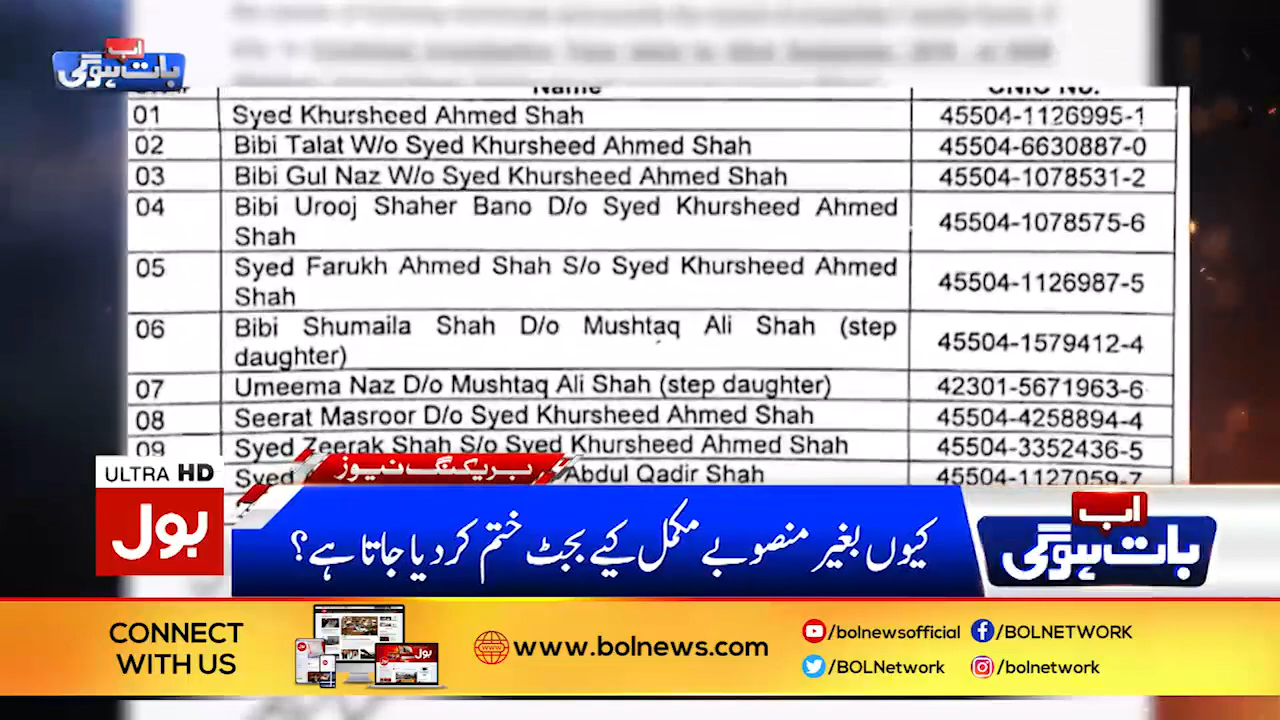 اب
بات ہوگی
Name
CNIC No.
01 Syed Khursheed Ahmed Shah 45504-1126995-1
02 Bibi Talat W/o Syed Khursheed Ahmed Shah 45504-6630887-0
03 Bibi Gul Naz W/o Syed Khursheed Ahmed Shah 45504-1078531-2
04 Bibi Urooj Shaher Bano D/o Syed Khursheed Ahmed 45504-1078575-6
Shah
05 Syed Farukh Ahmed Shah S/o Syed Khursheed Ahmed 45504-1126987-5
Shah
06 Bibi Shumaila Shah D/o Mushtaq Ali Shah (step 45504-1579412-4
daughter)
07 Umeema Naz D/o Mushtaq Ali Shah (step daughter) 42301-5671963-6
08 Seerat Masroor D/o Syed Khursheed Ahmed Shah 45504-4258894-4
09 Syed Zeerak Shah S/o Syed Khursheed Ahmed Shah 45504-3352436-5
Syed Abdul Qadir Shah 45504-1127059-7
ULTRA HD
بریکنگ نیوز
بول
کیوں بغیر منصوبے مکمل کیے بجٹ ختم کر دیا جاتا ہے؟
اب
بات ہوگی
CONNECT
WITH US
www.bolnews.com
/bolnewsofficial
/BOLNETWORK
/BOLNetwork
/bolnetwork